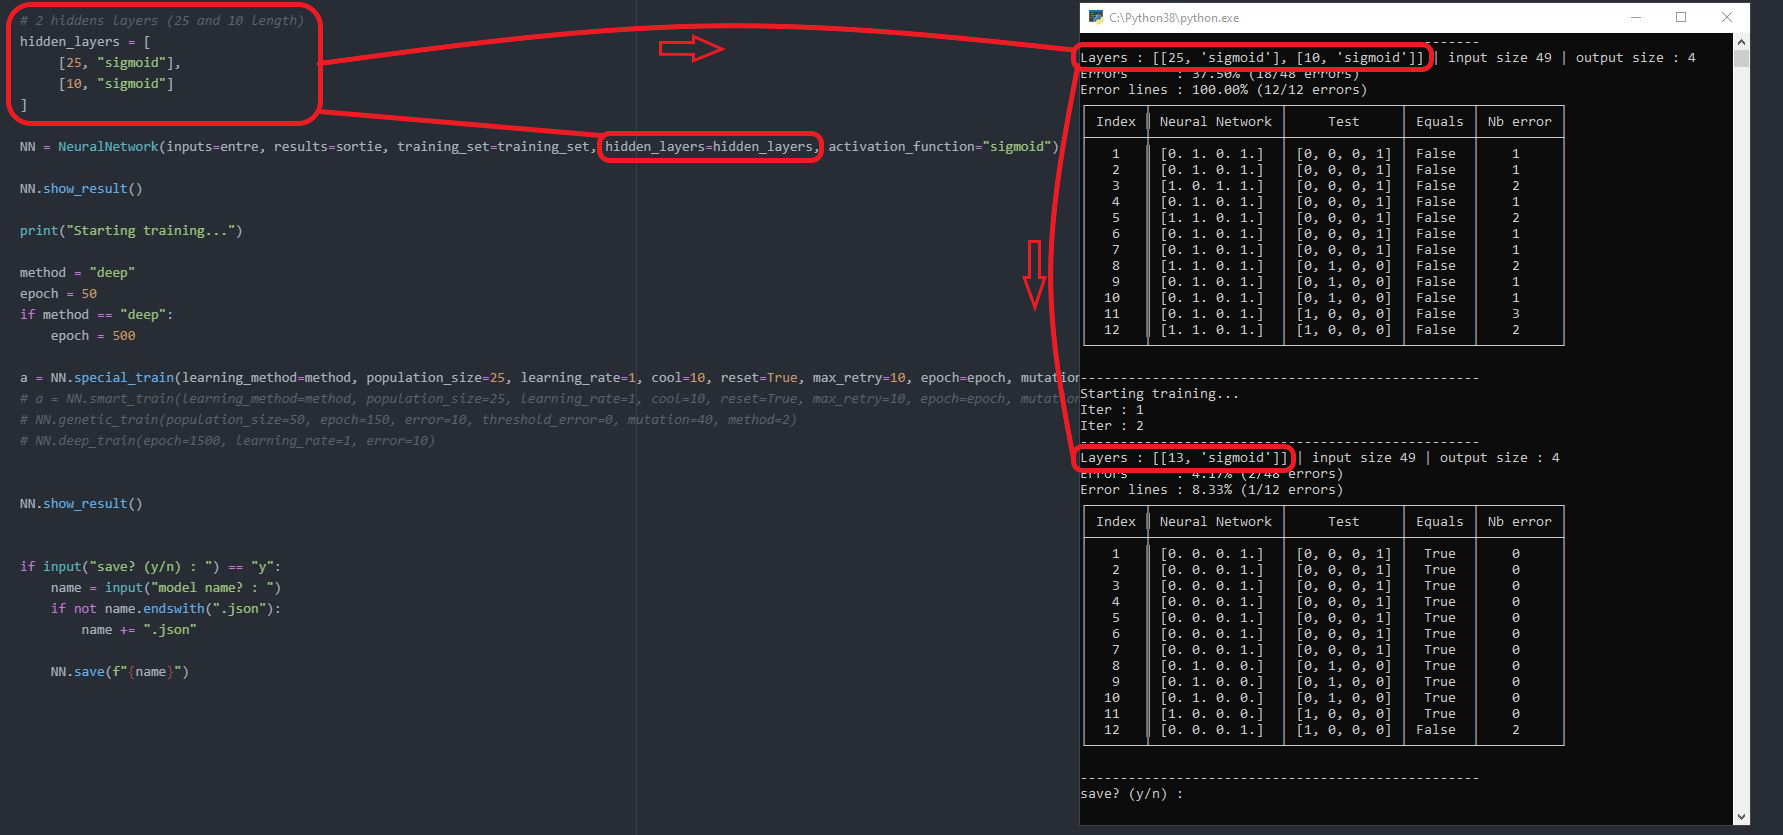 # 2 hiddens layers (25 and 10 length)
hidden_layers = [
[25, "sigmoid"],
[10, "sigmoid"]
]
NN = NeuralNetwork(inputs=entre, results=sortie, training_set=training_set, hidden_layers=hidden_layers, activation_function="sigmoid")
NN.show_result()
print("Starting training...")
method = "deep"
epoch = 50
if method == "deep":
epoch = 500
a = NN.special_train(learning_method=method, population_size=25, learning_rate=1, cool=10, reset=True, max_retry=10, epoch=epoch, mutation
# a = NN.smart_train(learning_method=method, population_size=25, learning_rate=1, cool=10, reset=True, max_retry=10, epoch=epoch, mutation
# NN.genetic_train(population_size=50, epoch=150, error=10, threshold_error=0, mutation=40, method=2)
# NN.deep_train(epoch=1500, learning_rate=1, error=10)
NN.show_result()
if input("save? (y/n) : ") == "y":
name = input("model name? : ")
if not name.endswith(".json"):
name += ".json"
NN.save(f"{name}")
C:\Python38\python.exe
Layers : [[25, 'sigmoid'], [10, 'sigmoid']] | input size 49 | output size : 4
Errors : 37.50% (18/48 errors)
Error lines : 100.00% (12/12 errors)
Index Neural Network Test Equals Nb error
1 [0. 1. 0. 1.] [0, 0, 0, 1] False 1
2 [0. 1. 0. 1.] [0, 0, 0, 1] False 1
3 [1. 0. 1. 1.] [0, 0, 0, 1] False 2
4 [0. 1. 0. 1.] [0, 0, 0, 1] False 1
5 [1. 1. 0. 1.] [0, 0, 0, 1] False 2
6 [0. 1. 0. 1.] [0, 0, 0, 1] False 1
7 [0. 1. 0. 1.] [0, 0, 0, 1] False 1
8 [1. 1. 0. 1.] [0, 1, 0, 0] False 2
9 [0. 1. 0. 1.] [0, 1, 0, 0] False 1
10 [0. 1. 0. 1.] [0, 1, 0, 0] False 1
11 [0. 1. 0. 1.] [1, 0, 0, 0] False 3
12 [1. 1. 0. 1.] [1, 0, 0, 0] False 2
--------------------------------------------------
Starting training...
Iter : 1
Iter : 2
--------------------------------------------------
Layers : [[13, 'sigmoid']] | input size 49 | output size : 4
Errors : 4.17% (2/48 errors)
Error lines : 8.33% (1/12 errors)
Index Neural Network Test Equals Nb error
1 [0. 0. 0. 1.] [0, 0, 0, 1] True 0
2 [0. 0. 0. 1.] [0, 0, 0, 1] True 0
3 [0. 0. 0. 1.] [0, 0, 0, 1] True 0
4 [0. 0. 0. 1.] [0, 0, 0, 1] True 0
5 [0. 0. 0. 1.] [0, 0, 0, 1] True 0
6 [0. 0. 0. 1.] [0, 0, 0, 1] True 0
7 [0. 0. 0. 1.] [0, 0, 0, 1] True 0
8 [0. 1. 0. 0.] [0, 1, 0, 0] True 0
9 [0. 1. 0. 0.] [0, 1, 0, 0] True 0
10 [0. 1. 0. 0.] [0, 1, 0, 0] True 0
11 [1. 0. 0. 0.] [1, 0, 0, 0] True 0
12 [0. 0. 0. 1.] [1, 0, 0, 0] False 2
--------------------------------------------------
save? (y/n) :